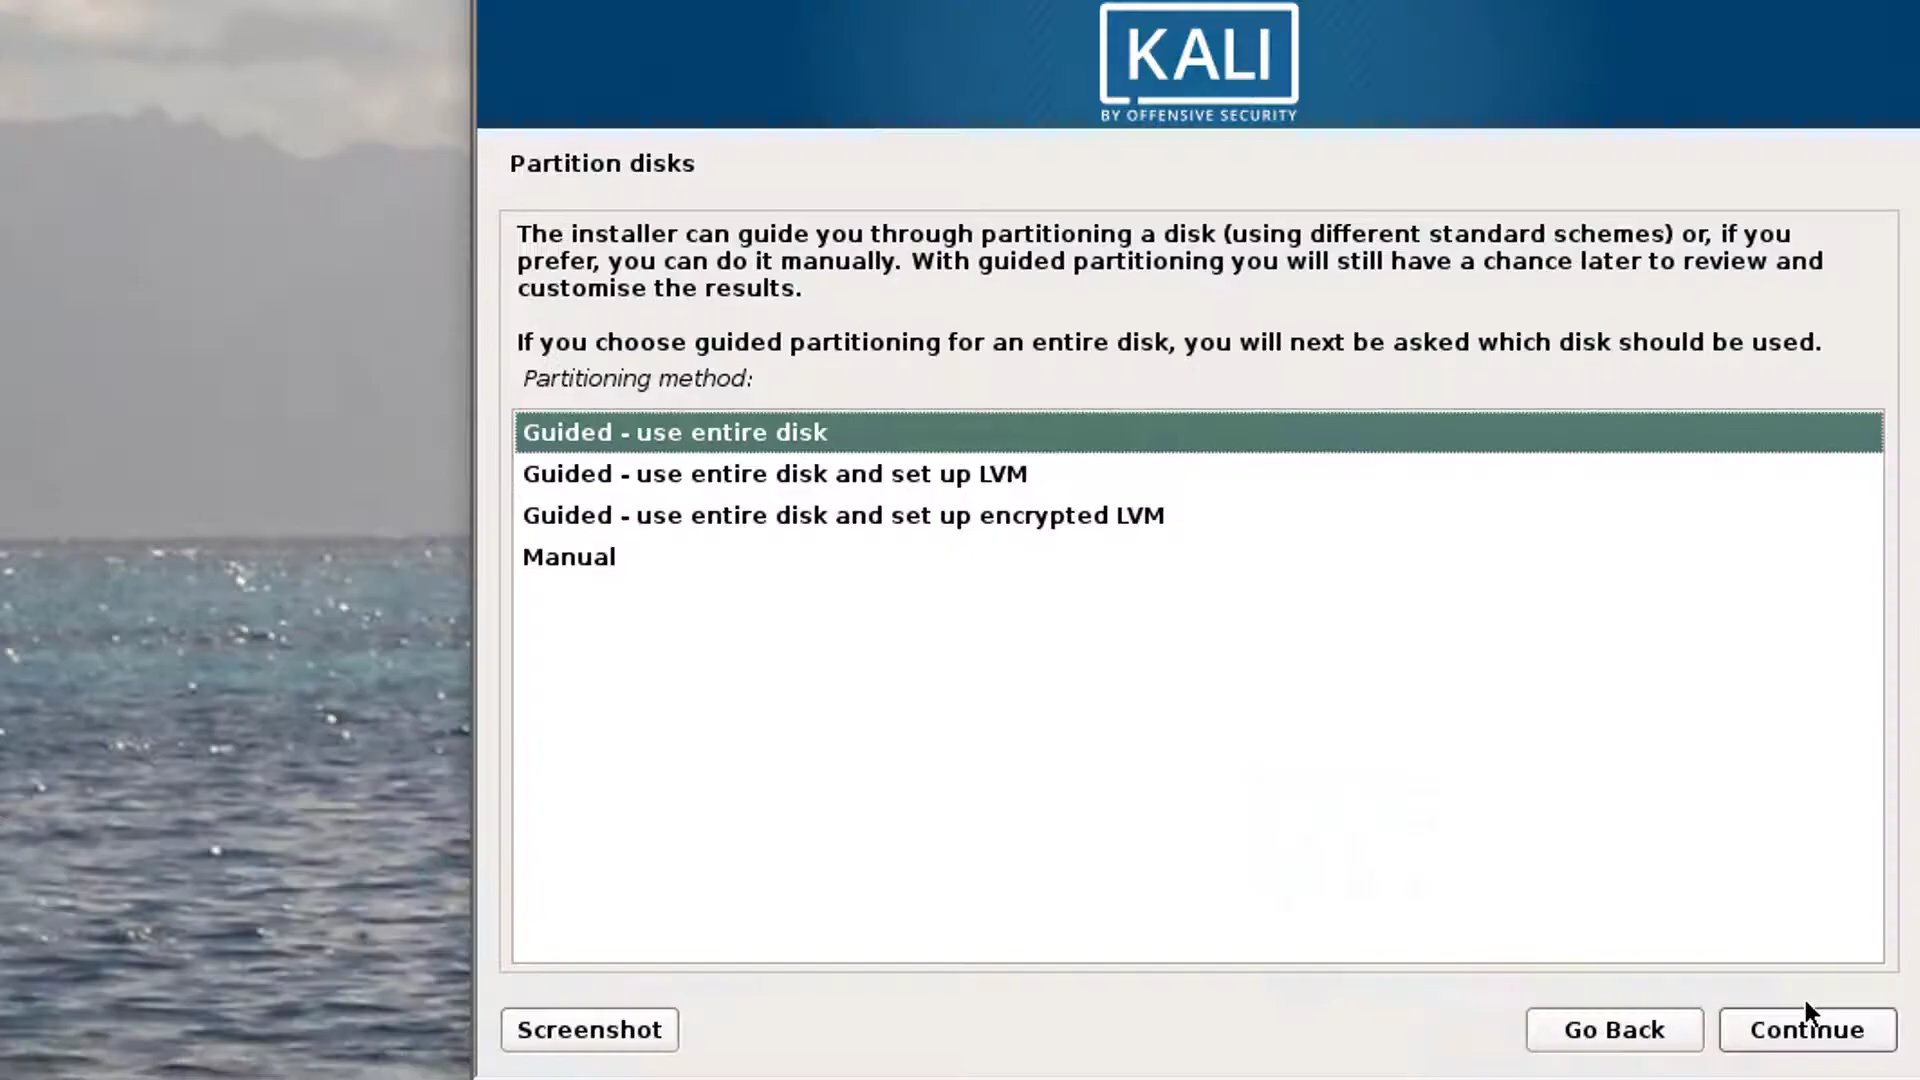 KALI
BY OFFENSIVE SECURITY
Partition disks
The installer can guide you through partitioning a disk (using different standard schemes) or, if you
prefer, you can do it manually. With guided partitioning you will still have a chance later to review and
customise the results.
If you choose guided partitioning for an entire disk, you will next be asked which disk should be used.
Partitioning method:
Guided - use entire disk
Guided - use entire disk and set up LVM
Guided - use entire disk and set up encrypted LVM
Manual
Screenshot
Go Back
Continue